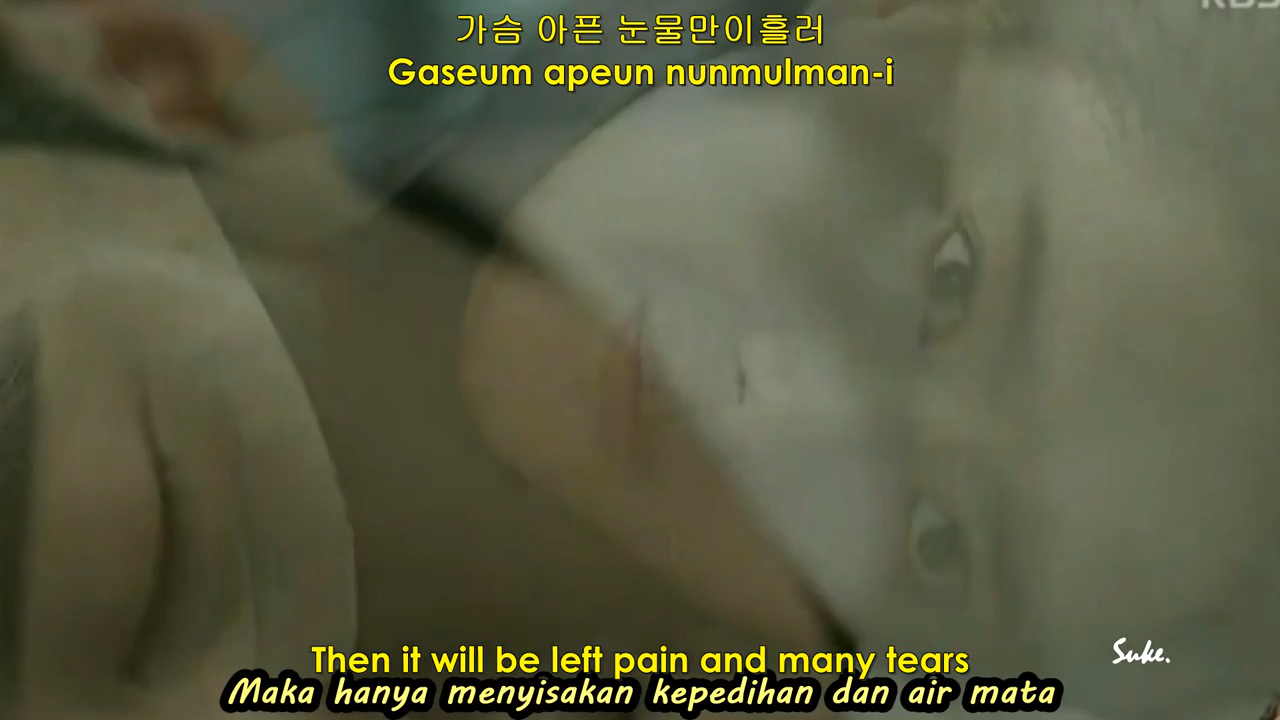 KBS
가슴 아픈 눈물만이흘러
Gaseum apeun nunmulman-i
Then it will be left pain and many tears
Suke.
Maka hanya menyisakan kepedihan dan air mata